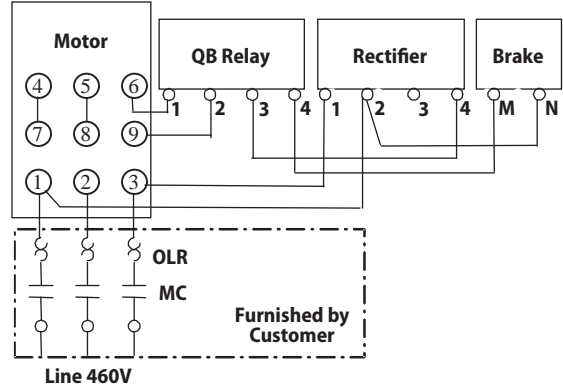 Motor
QB Relay
Rectifier
Brake
4 5 6
1 2 3 4
1 2 3 4
M N
7 8 9
1 2 3
OLR
MC
Furnished by
Customer
Line 460V